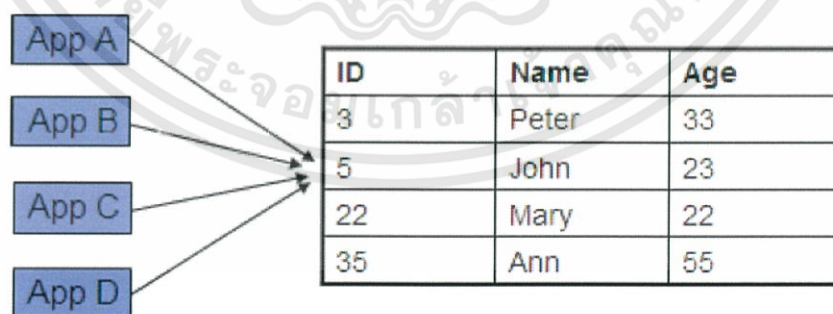 App A
App B
App C
App D
ID Name Age
3 Peter 33
5 John 23
22 Mary 22
35 Ann 55